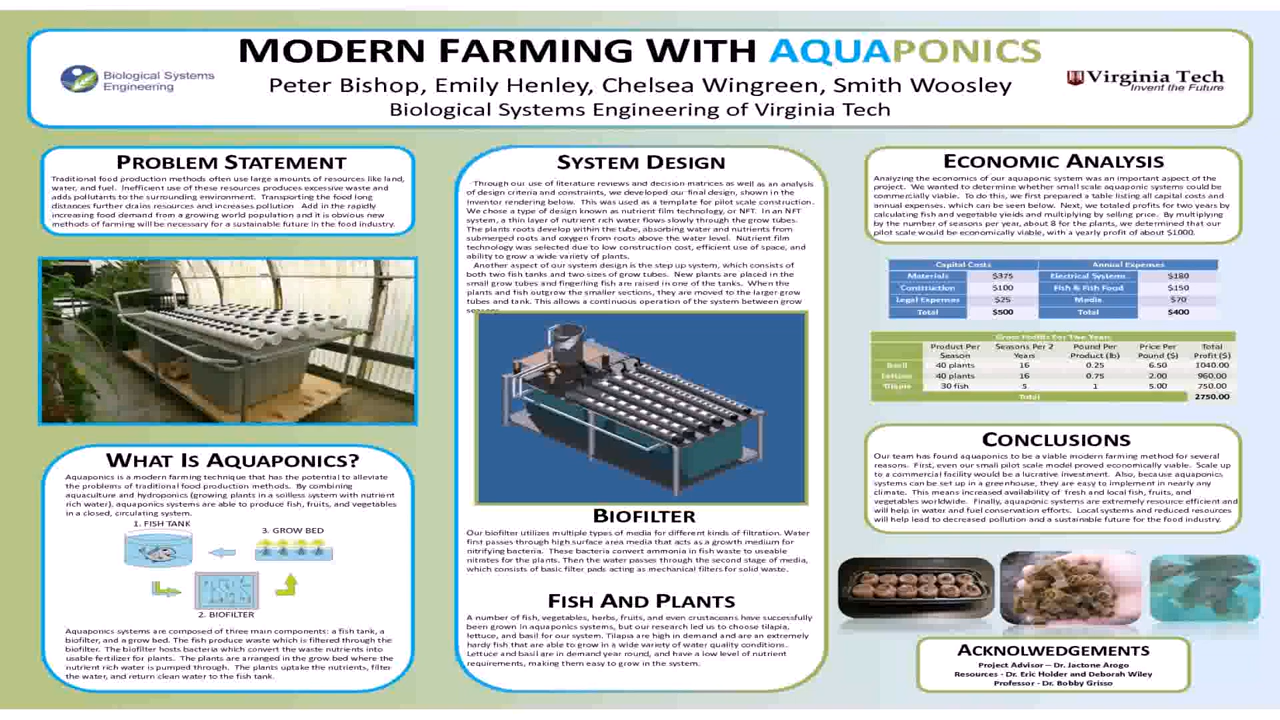 MODERN FARMING WITH AQUAPONICS
Peter Bishop, Emily Henley, Chelsea Wingreen, Smith Woosley
Biological Systems Engineering of Virginia Tech
Biological Systems
Engineering
Virginia Tech
Invent the Future
PROBLEM STATEMENT
Traditional food production methods often use large amounts of resources like land,
water, and fuel. Inefficient use of these resources produces excessive waste and
adds pollutants to the surrounding environment. Transporting the food long
distances further drains resources and increases pollution Add in the rapidly
increasing food demand from a growing world population and it is obvious new
methods of farming will be necessary for a sustainable future in the food industry.
WHAT IS AQUAPONICS?
Aquaponics is a modern farming technique that has the potential to alleviate
the problems of traditional food production methods. By combining
aquaculture and hydroponics (growing plants in a soilless system with nutrient
rich water), aquaponics systems are able to produce fish, fruits, and vegetables
in a closed, circulating system.
1. FISH TANK
3. GROW BED
2. BIOFILTER
Aquaponics systems are composed of three main components: a fish tank, a
biofilter, and a grow bed. The fish produce waste which is filtered through the
biofilter. The biofilter hosts bacteria which convert the waste nutrients into
usable fertilizer for plants. The plants are arranged in the grow bed where the
nutrient rich water is pumped through. The plants uptake the nutrients, filter
the water, and return clean water to the fish tank.
SYSTEM DESIGN
Through our use of literature reviews and decision matrices as well as an analysis
of design criteria and constraints, we developed our final design, shown in the
Inventor rendering below. This was used as a template for pilot scale construction.
We chose a type of design known as nutrient film technology, or NFT. In an NFT
system, a thin layer of nutrient rich water flows slowly through the grow tubes.
The plants roots develop within the tube, absorbing water and nutrients from
submerged roots and oxygen from roots above the water level. Nutrient film
technology was selected due to low construction cost, efficient use of space, and
ability to grow a wide variety of plants.
Another aspect of our system design is the step up system, which consists of
both two fish tanks and two sizes of grow tubes. New plants are placed in the
small grow tubes and fingerling fish are raised in one of the tanks. When the
plants and fish outgrow the smaller sections, they are moved to the larger grow
tubes and tank. This allows a continuous operation of the system between grow
BIOFILTER
Our biofilter utilizes multiple types of media for different kinds of filtration. Water
first passes through high surface area media that acts as a growth medium for
nitrifying bacteria. These bacteria convert ammonia in fish waste to useable
nitrates for the plants. Then the water passes through the second stage of media,
which consists of basic filter pads acting as mechanical filters for solid waste.
FISH AND PLANTS
A number of fish, vegetables, herbs, fruits, and even crustaceans have successfully
been grown in aquaponics systems, but our research led us to choose tilapia,
lettuce, and basil for our system. Tilapa are high in demand and are an extremely
hardy fish that are able to grow in a wide variety of water quality conditions.
Lettuce and basil are in demand year round, and have a low level of nutrient
requirements, making them easy to grow in the system.
ECONOMIC ANALYSIS
Analyzing the economics of our aquaponic system was an important aspect of the
project. We wanted to determine whether small scale aquaponic systems could be
commercially viable. To do this, we first prepared a table listing all capital costs and
annual expenses, which can be seen below. Next, we totaled profits for two years by
calculating fish and vegetable yields and multiplying by selling price. By multiplying
by the number of seasons per year, about 8 for the plants, we determined that our
pilot scale would be economically viable, with a yearly profit of about $1000.
Capital Costs Annual Expenses
Materials $375 Electrical Systems $180
Construction $100 Fish & Fish Food $150
Legal Expenses $25 Media $70
Total $500 Total $400
Gross Profits For Two Years
Product Per Season Seasons Per 2 Years Pound Per Product (lb) Price Per Pound ($) Total Profit ($)
Basil 40 plants 16 0.25 6.50 1040.00
Lettuce 40 plants 16 0.75 2.00 960.00
Tilapia 30 fish 5 1 5.00 750.00
Total 2750.00
CONCLUSIONS
Our team has found aquaponics to be a viable modern farming method for several
reasons. First, even our small pilot scale model proved economically viable. Scale up
to a commercial facility would be a lucrative investment. Also, because aquaponics
systems can be set up in a greenhouse, they are easy to implement in nearly any
climate. This means increased availability of fresh and local fish, fruits, and
vegetables worldwide. Finally, aquaponic systems are extremely resource efficient and
will help in water and fuel conservation efforts. Local systems and reduced resources
will help lead to decreased pollution and a sustainable future for the food industry.
ACKNOLWEDGEMENTS
Project Advisor – Dr. Jactone Arogo
Resources - Dr. Eric Holder and Deborah Wiley
Professor - Dr. Bobby Grisso